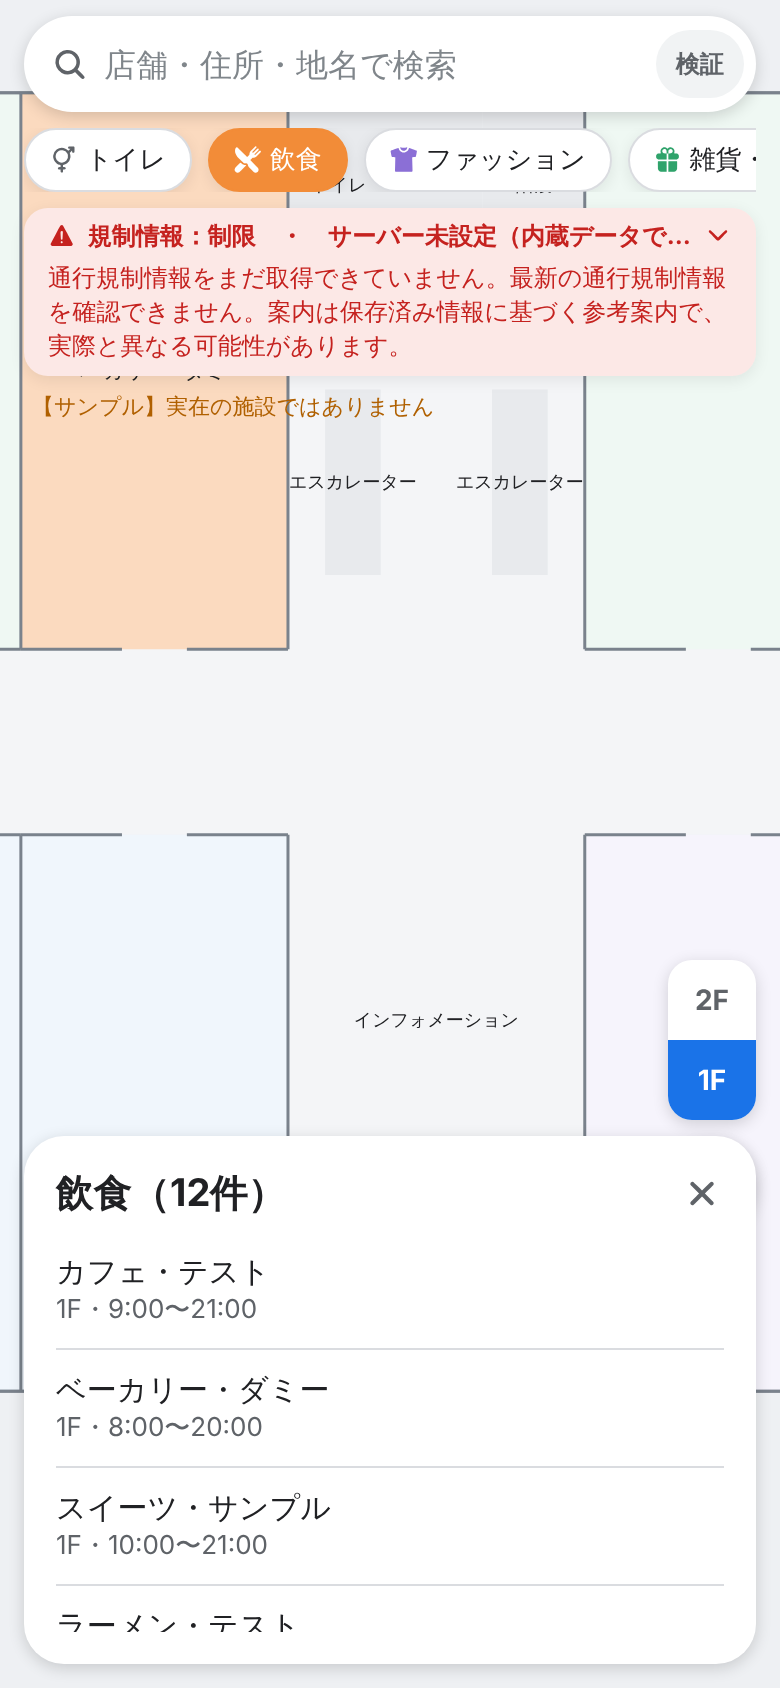 店舗・住所・地名で検索
検証
トイレ
飲食
ファッション
雑貨・
イレ
規制情報：制限　・　サーバー未設定（内蔵データで…
通行規制情報をまだ取得できていません。最新の通行規制情報
を確認できません。案内は保存済み情報に基づく参考案内で、
実際と異なる可能性があります。
【サンプル】実在の施設ではありません
エスカレーター
エスカレーター
インフォメーション
2F
1F
飲食（12件）
カフェ・テスト
1F・9:00〜21:00
ベーカリー・ダミー
1F・8:00〜20:00
スイーツ・サンプル
1F・10:00〜21:00
ラーメン・テスト